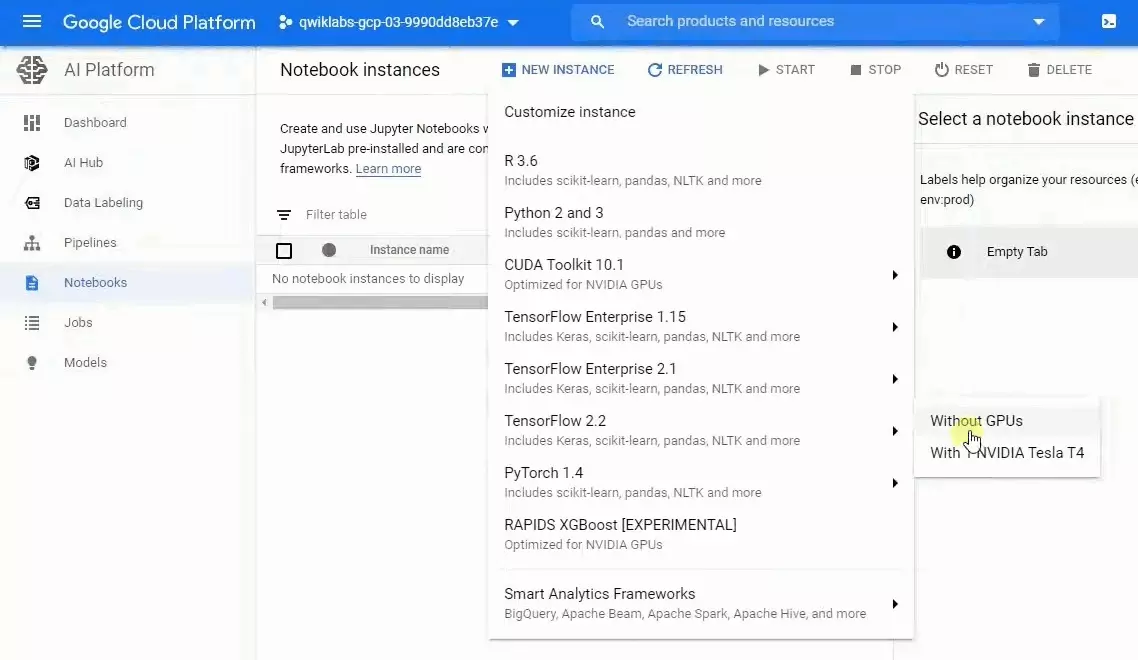 Google Cloud Platform
qwiklabs-gcp-03-9990dd8eb37e
Search products and resources
AI Platform
Dashboard
AI Hub
Data Labeling
Pipelines
Notebooks
Jobs
Models
Notebook instances
NEW INSTANCE
REFRESH
START
STOP
RESET
DELETE
Create and use Jupyter Notebooks w
JupyterLab pre-installed and are con
frameworks. Learn more
Filter table
Instance name
No notebook instances to display
Customize instance
R 3.6
Includes scikit-learn, pandas, NLTK and more
Python 2 and 3
Includes scikit-learn, pandas and more
CUDA Toolkit 10.1
Optimized for NVIDIA GPUs
TensorFlow Enterprise 1.15
Includes Keras, scikit-learn, pandas, NLTK and more
TensorFlow Enterprise 2.1
Includes Keras, scikit-learn, pandas, NLTK and more
TensorFlow 2.2
Includes Keras, scikit-learn, pandas, NLTK and more
PyTorch 1.4
Includes scikit-learn, pandas, NLTK and more
RAPIDS XGBoost [EXPERIMENTAL]
Optimized for NVIDIA GPUs
Smart Analytics Frameworks
BigQuery, Apache Beam, Apache Spark, Apache Hive, and more
Without GPUs
With 1 NVIDIA Tesla T4
Select a notebook instance
Labels help organize your resources (e
env:prod)
Empty Tab